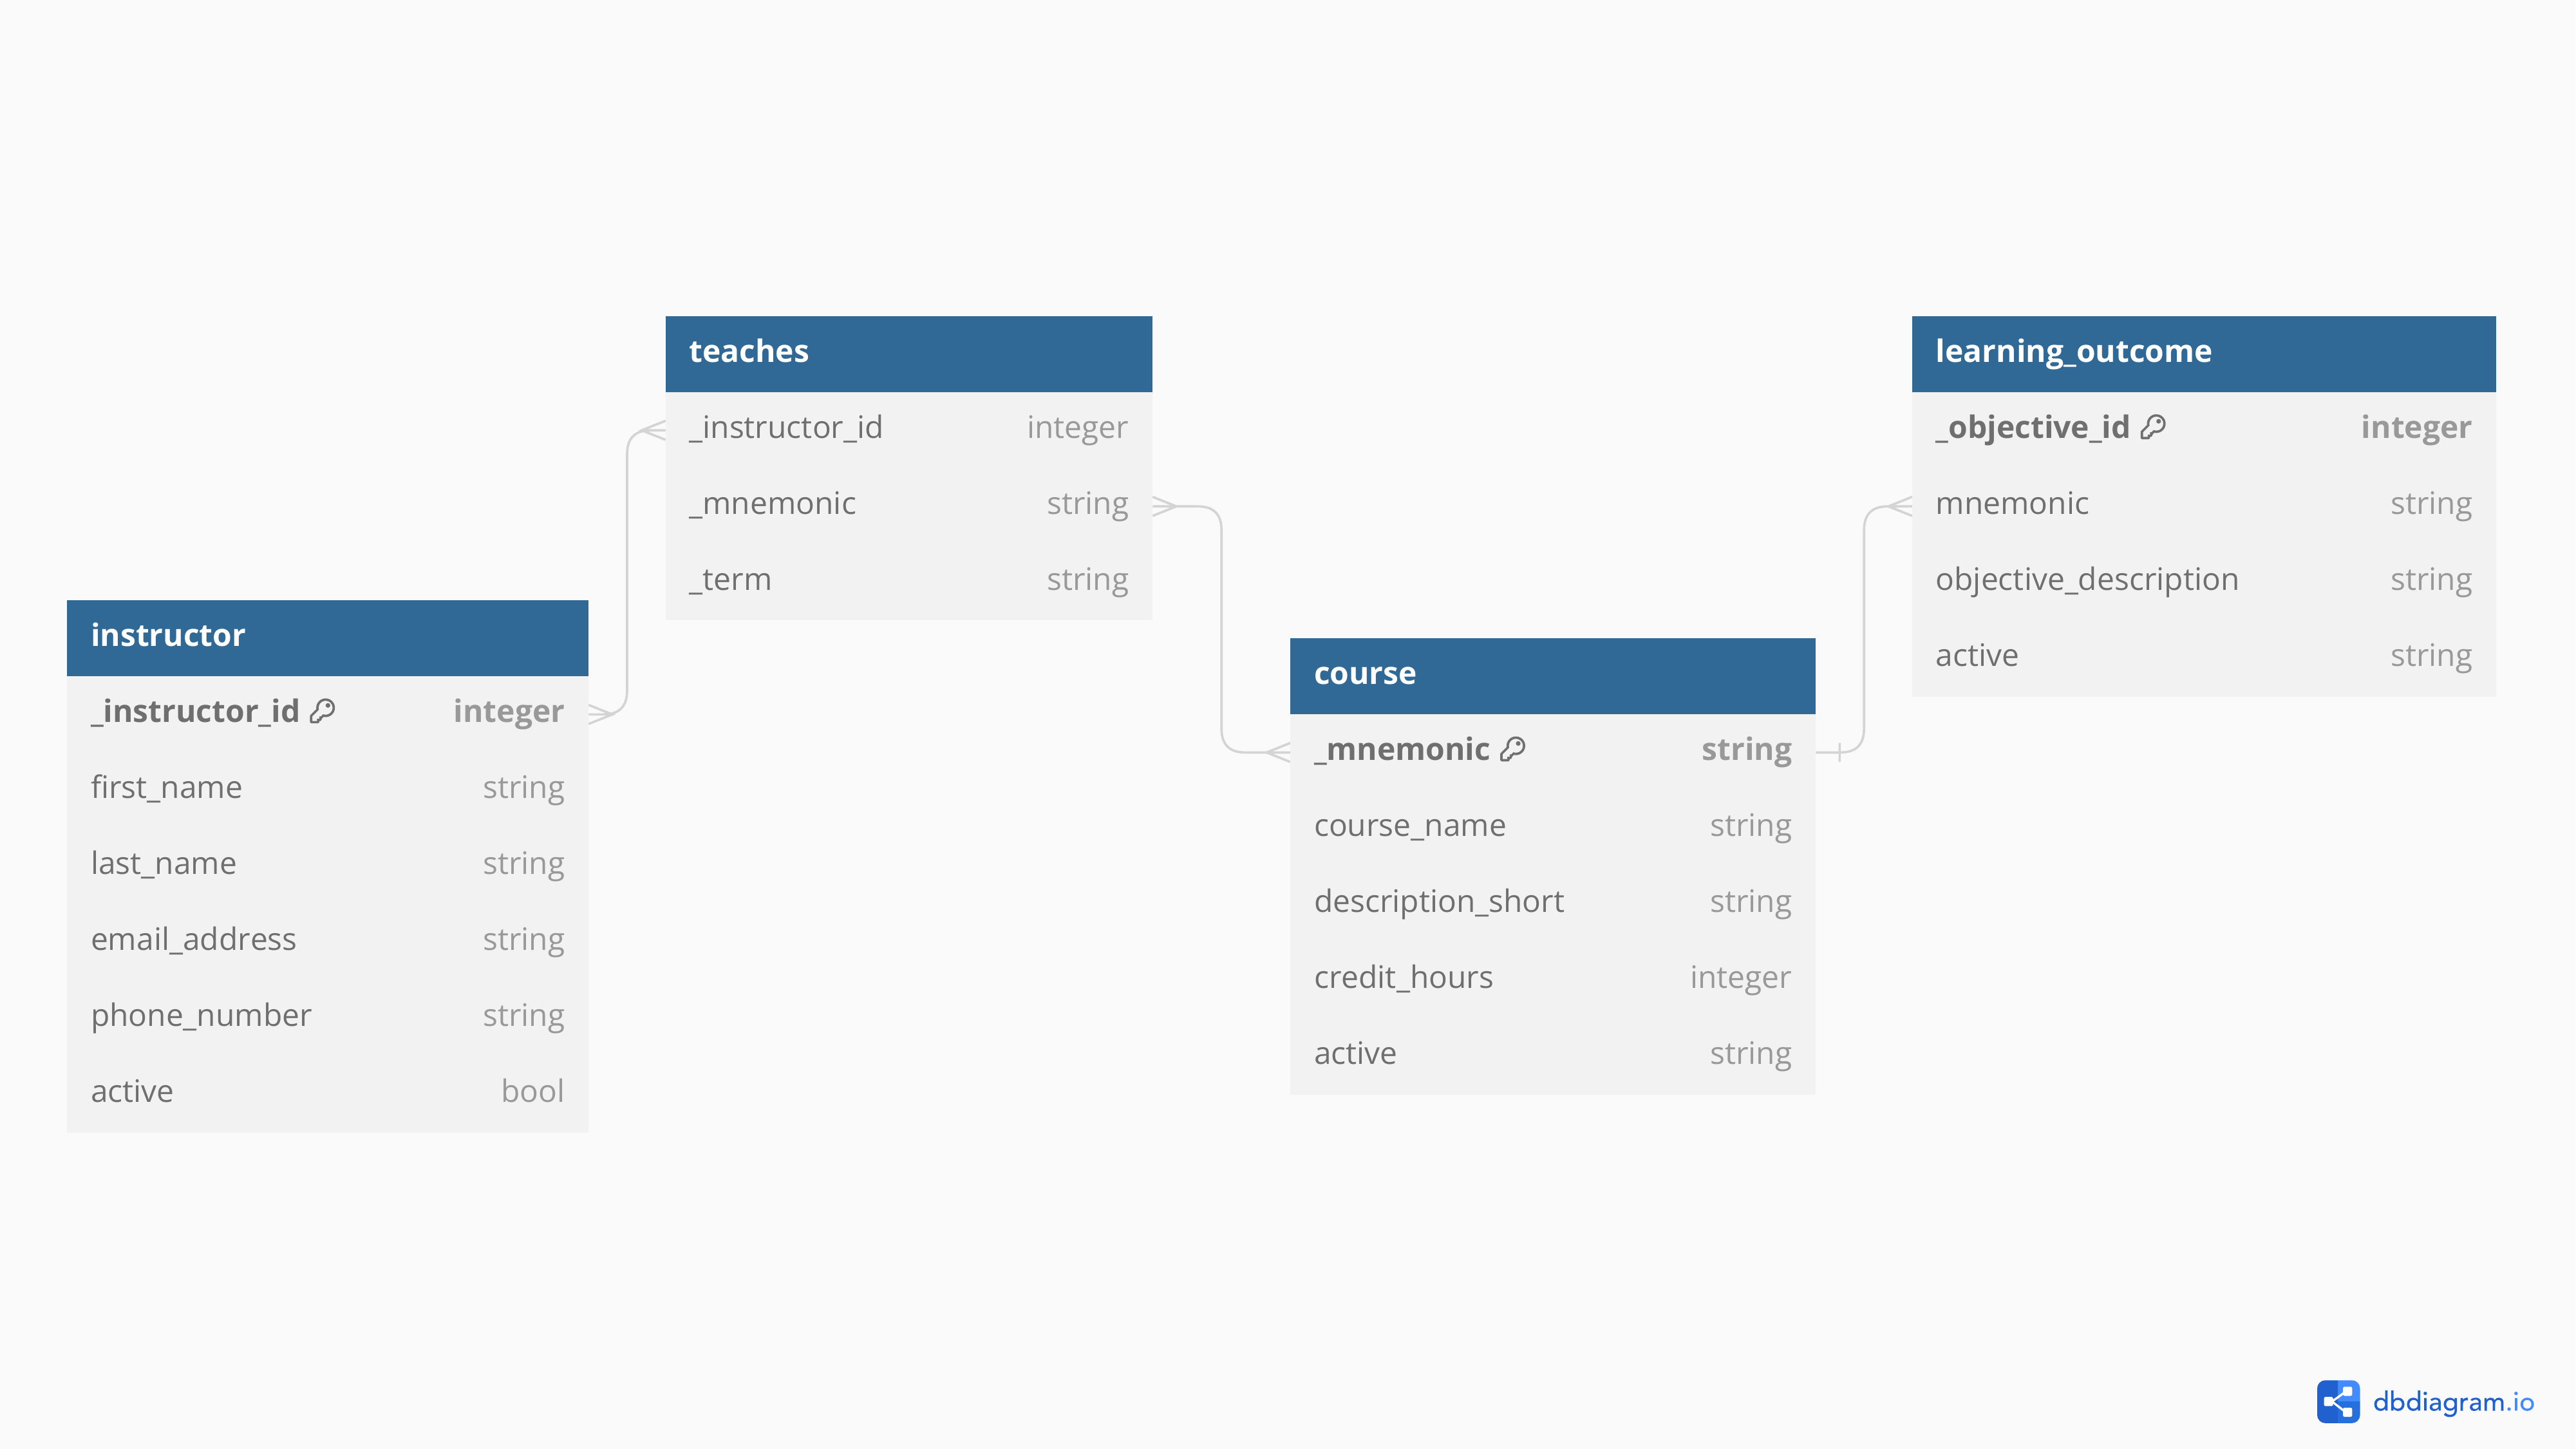 teaches
_instructor_id integer
_mnemonic string
_term string
learning_outcome
_objective_id integer
mnemonic string
objective_description string
active string
instructor
_instructor_id integer
first_name string
last_name string
email_address string
phone_number string
active bool
course
_mnemonic string
course_name string
description_short string
credit_hours integer
active string
dbdiagram.io